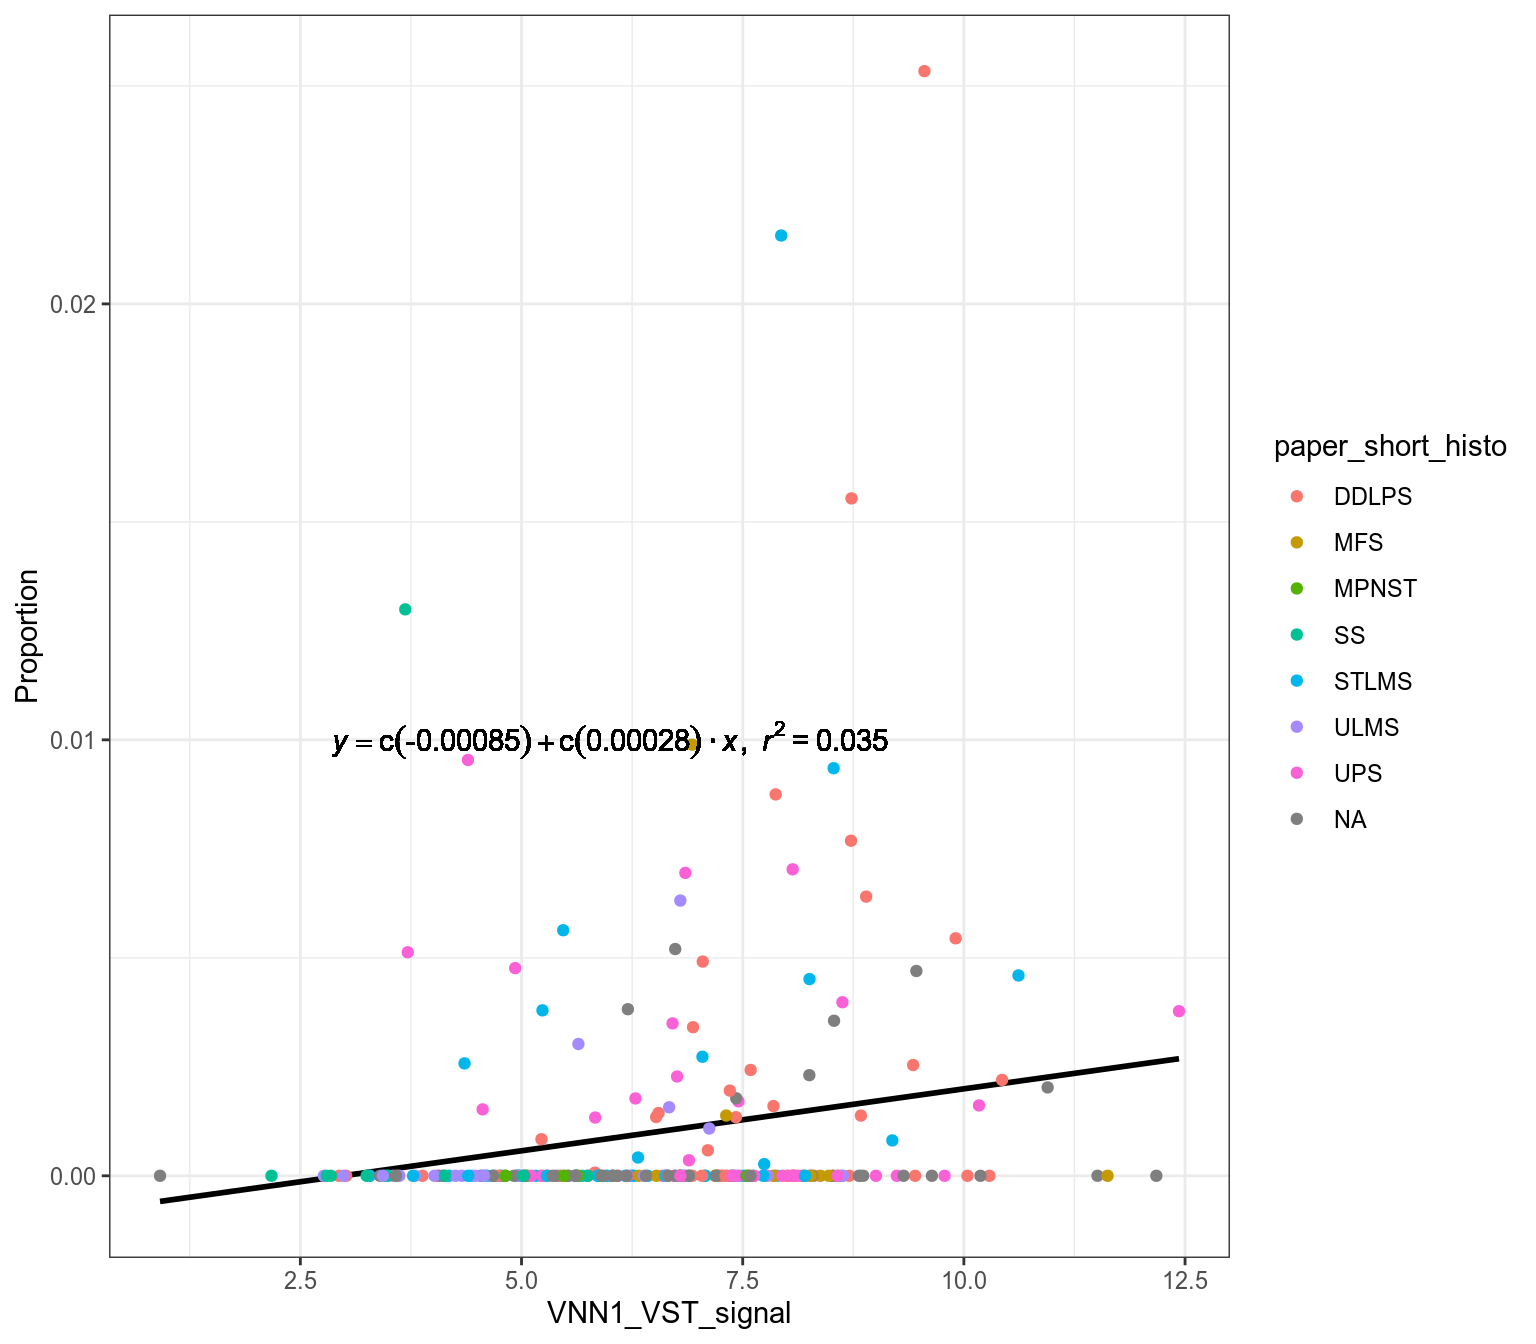 0.02
0.01
0.00
Proportion
y = c(-0.00085) + c(0.00028) · x, r² = 0.035
2.5 5.0 7.5 10.0 12.5
VNN1_VST_signal
paper_short_histo
DDLPS
MFS
MPNST
SS
STLMS
ULMS
UPS
NA